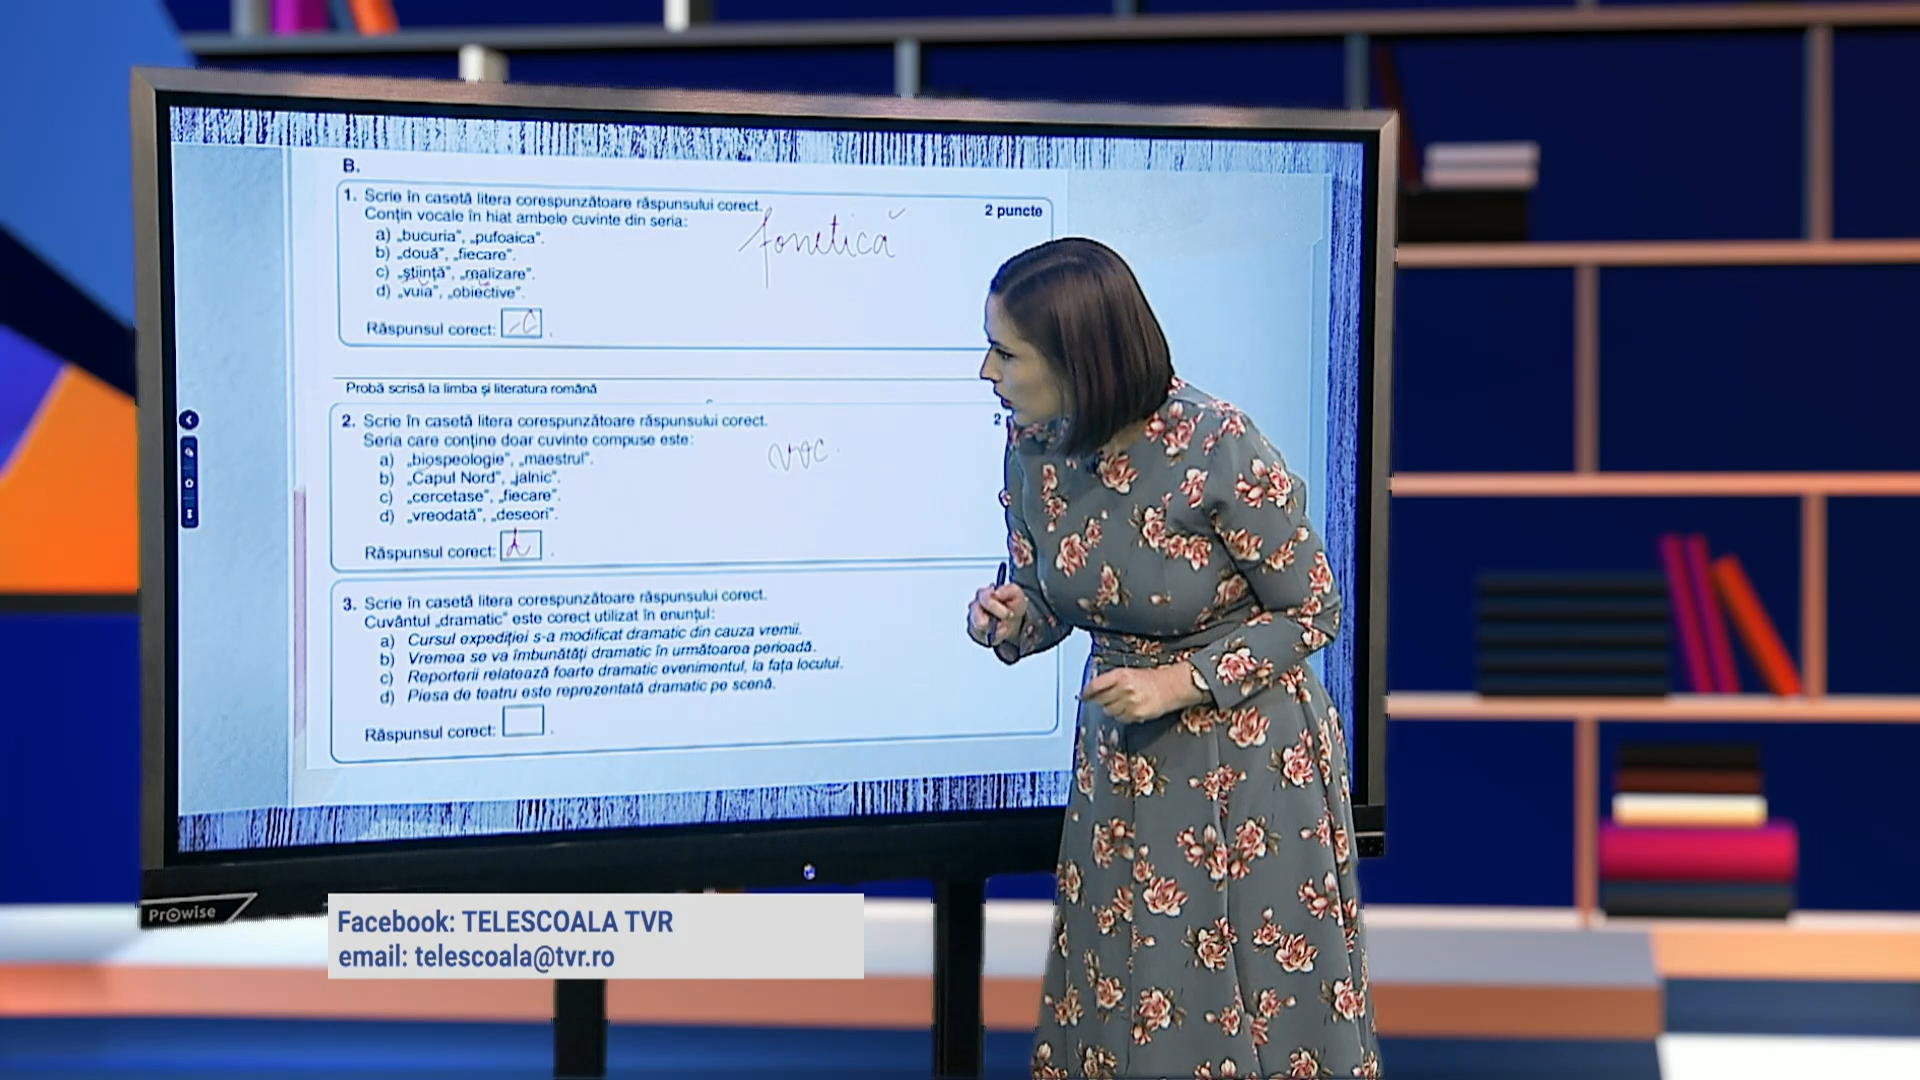 B.
1. Scrie în casetă litera corespunzătoare răspunsului corect.
2 puncte
Conțin vocale în hiat ambele cuvinte din seria:
fonetică
a) „bucuria”, „pufoaica”.
b) „două”, „fiecare”.
c) „știință”, „realizare”.
d) „vuia”, „obiective”.
Răspunsul corect: c .
Probă scrisă la limba și literatura română
2. Scrie în casetă litera corespunzătoare răspunsului corect.
2
Seria care conține doar cuvinte compuse este:
voc.
a) „biospeologie”, „maestrul”.
b) „Capul Nord”, „jalnic”.
c) „cercetase”, „fiecare”.
d) „vreodată”, „deseori”.
Răspunsul corect: d .
3. Scrie în casetă litera corespunzătoare răspunsului corect.
Cuvântul „dramatic” este corect utilizat în enunțul:
a) Cursul expediției s-a modificat dramatic din cauza vremii.
b) Vremea se va îmbunătăți dramatic în următoarea perioadă.
c) Reporterii relatează foarte dramatic evenimentul, la fața locului.
d) Piesa de teatru este reprezentată dramatic pe scenă.
Răspunsul corect: .
Prowise
Facebook: TELESCOALA TVR
email: telescoala@tvr.ro